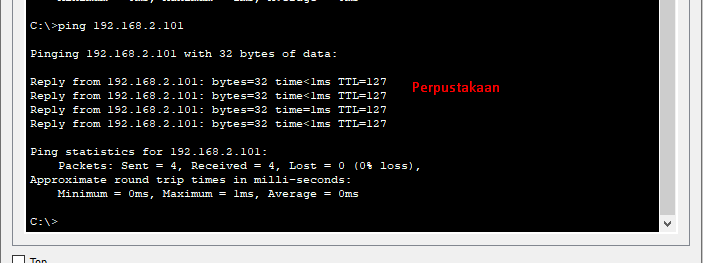 C:\>ping 192.168.2.101
Pinging 192.168.2.101 with 32 bytes of data:
Reply from 192.168.2.101: bytes=32 time<1ms TTL=127
Perpustakaan
Reply from 192.168.2.101: bytes=32 time<1ms TTL=127
Reply from 192.168.2.101: bytes=32 time=1ms TTL=127
Reply from 192.168.2.101: bytes=32 time<1ms TTL=127
Ping statistics for 192.168.2.101:
Packets: Sent = 4, Received = 4, Lost = 0 (0% loss),
Approximate round trip times in milli-seconds:
Minimum = 0ms, Maximum = 1ms, Average = 0ms
C:\>